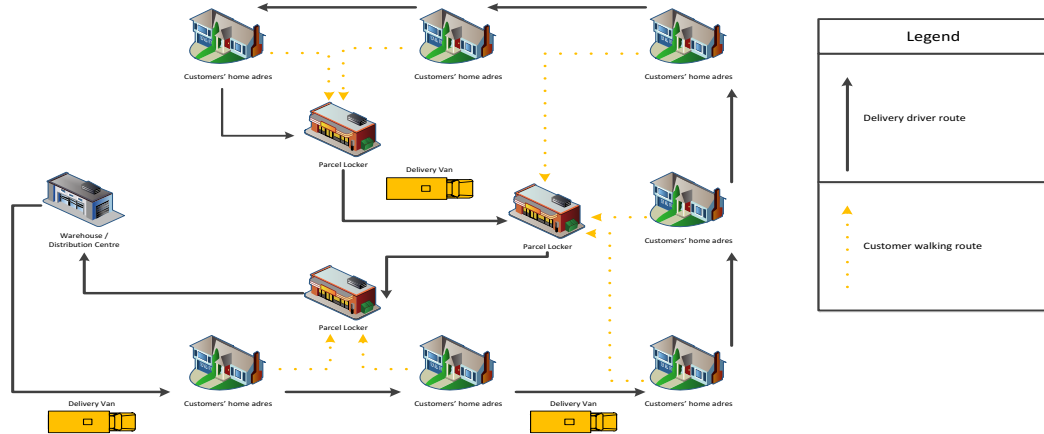 Customers' home adres
Customers' home adres
Customers' home adres
Legend
Delivery driver route
Parcel Locker
Delivery Van
Warehouse /
Distribution Centre
Parcel Locker
Customers' home adres
Customer walking route
Parcel Locker
Delivery Van
Customers' home adres
Customers' home adres
Delivery Van
Customers' home adres